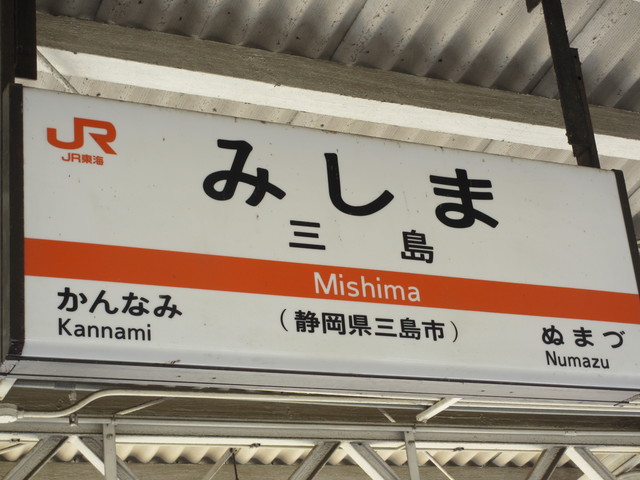 JR
JR東海
みしま
三島
Mishima
かんなみ
Kannami
(静岡県三島市)
ぬまづ
Numazu